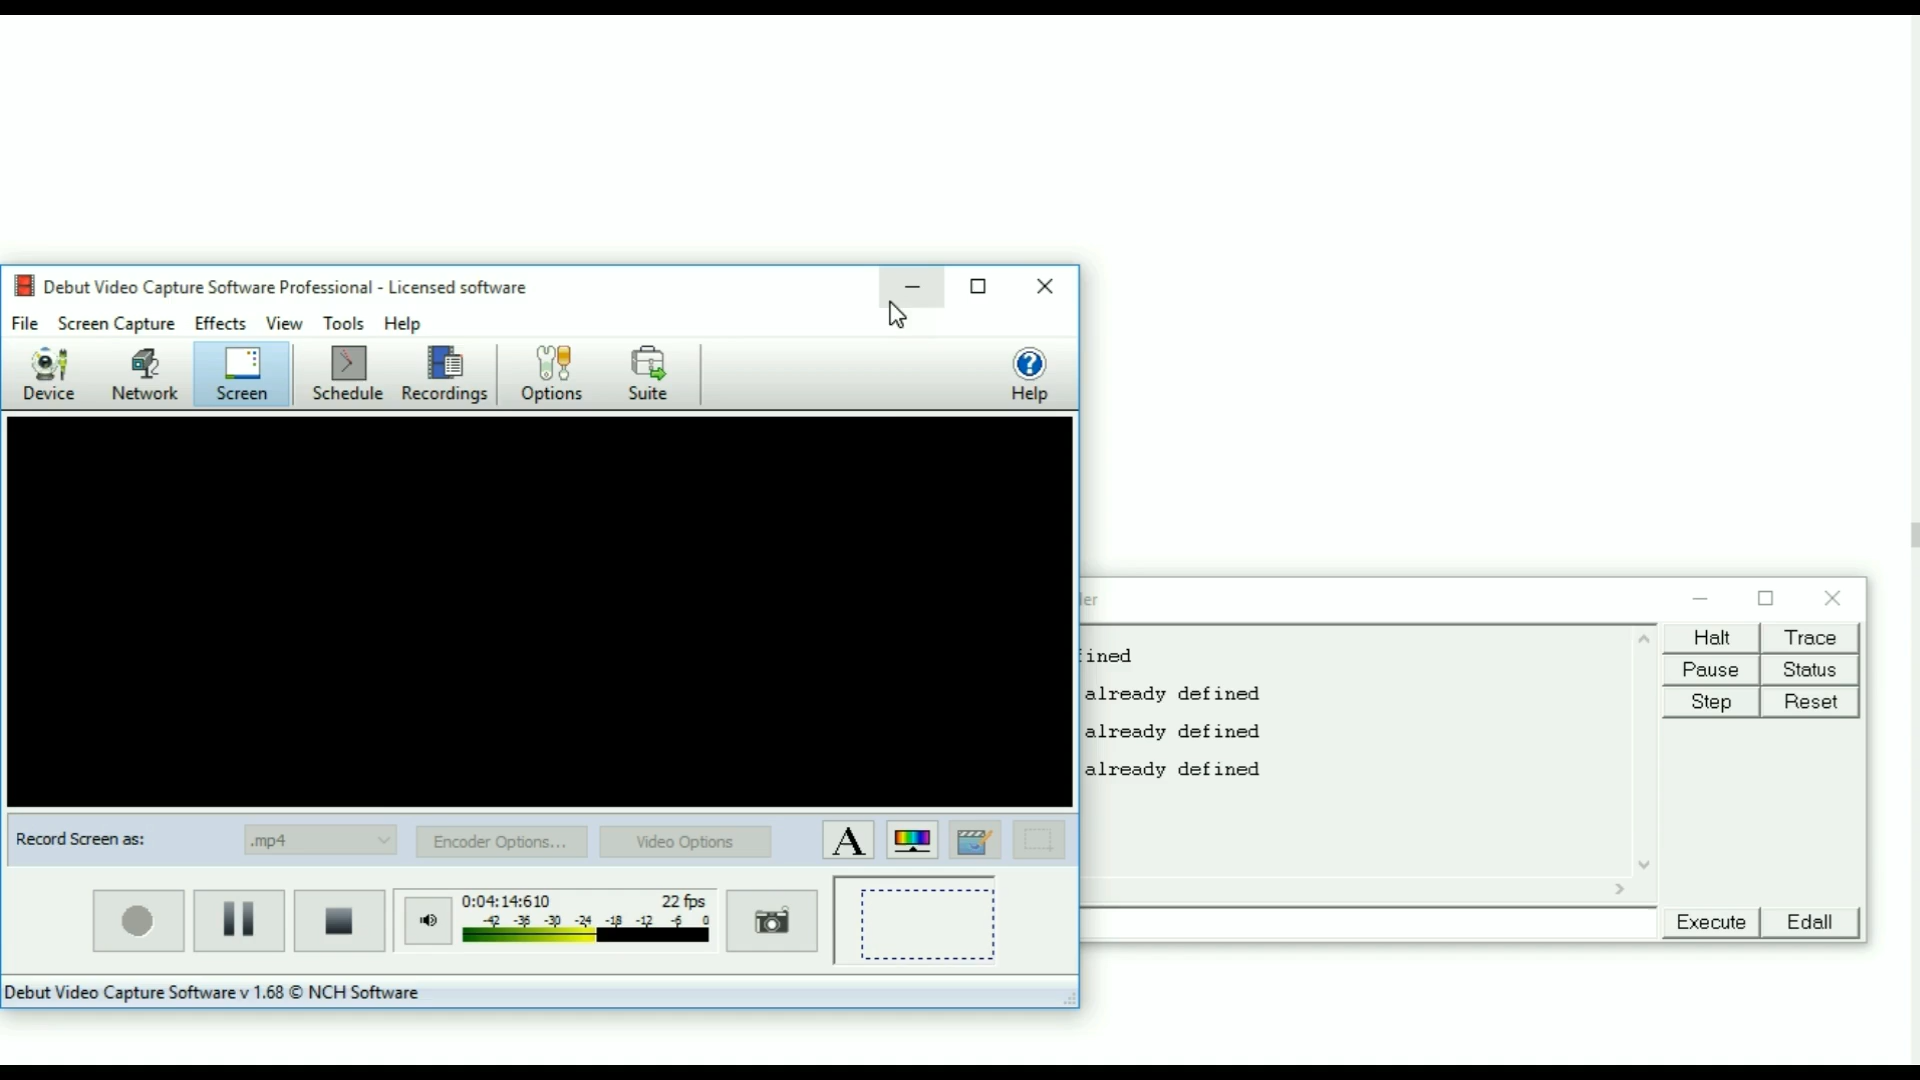 Debut Video Capture Software Professional - Licensed software
File Screen Capture Effects View Tools Help
Device Network Screen Schedule Recordings Options Suite Help
Record Screen as: .mp4 Encoder Options... Video Options
A
0:04:14:610 22 fps
-42 -36 -30 -24 -18 -12 -6 0
Debut Video Capture Software v 1.68 © NCH Software
ined
already defined
already defined
already defined
Halt Trace
Pause Status
Step Reset
Execute Edall